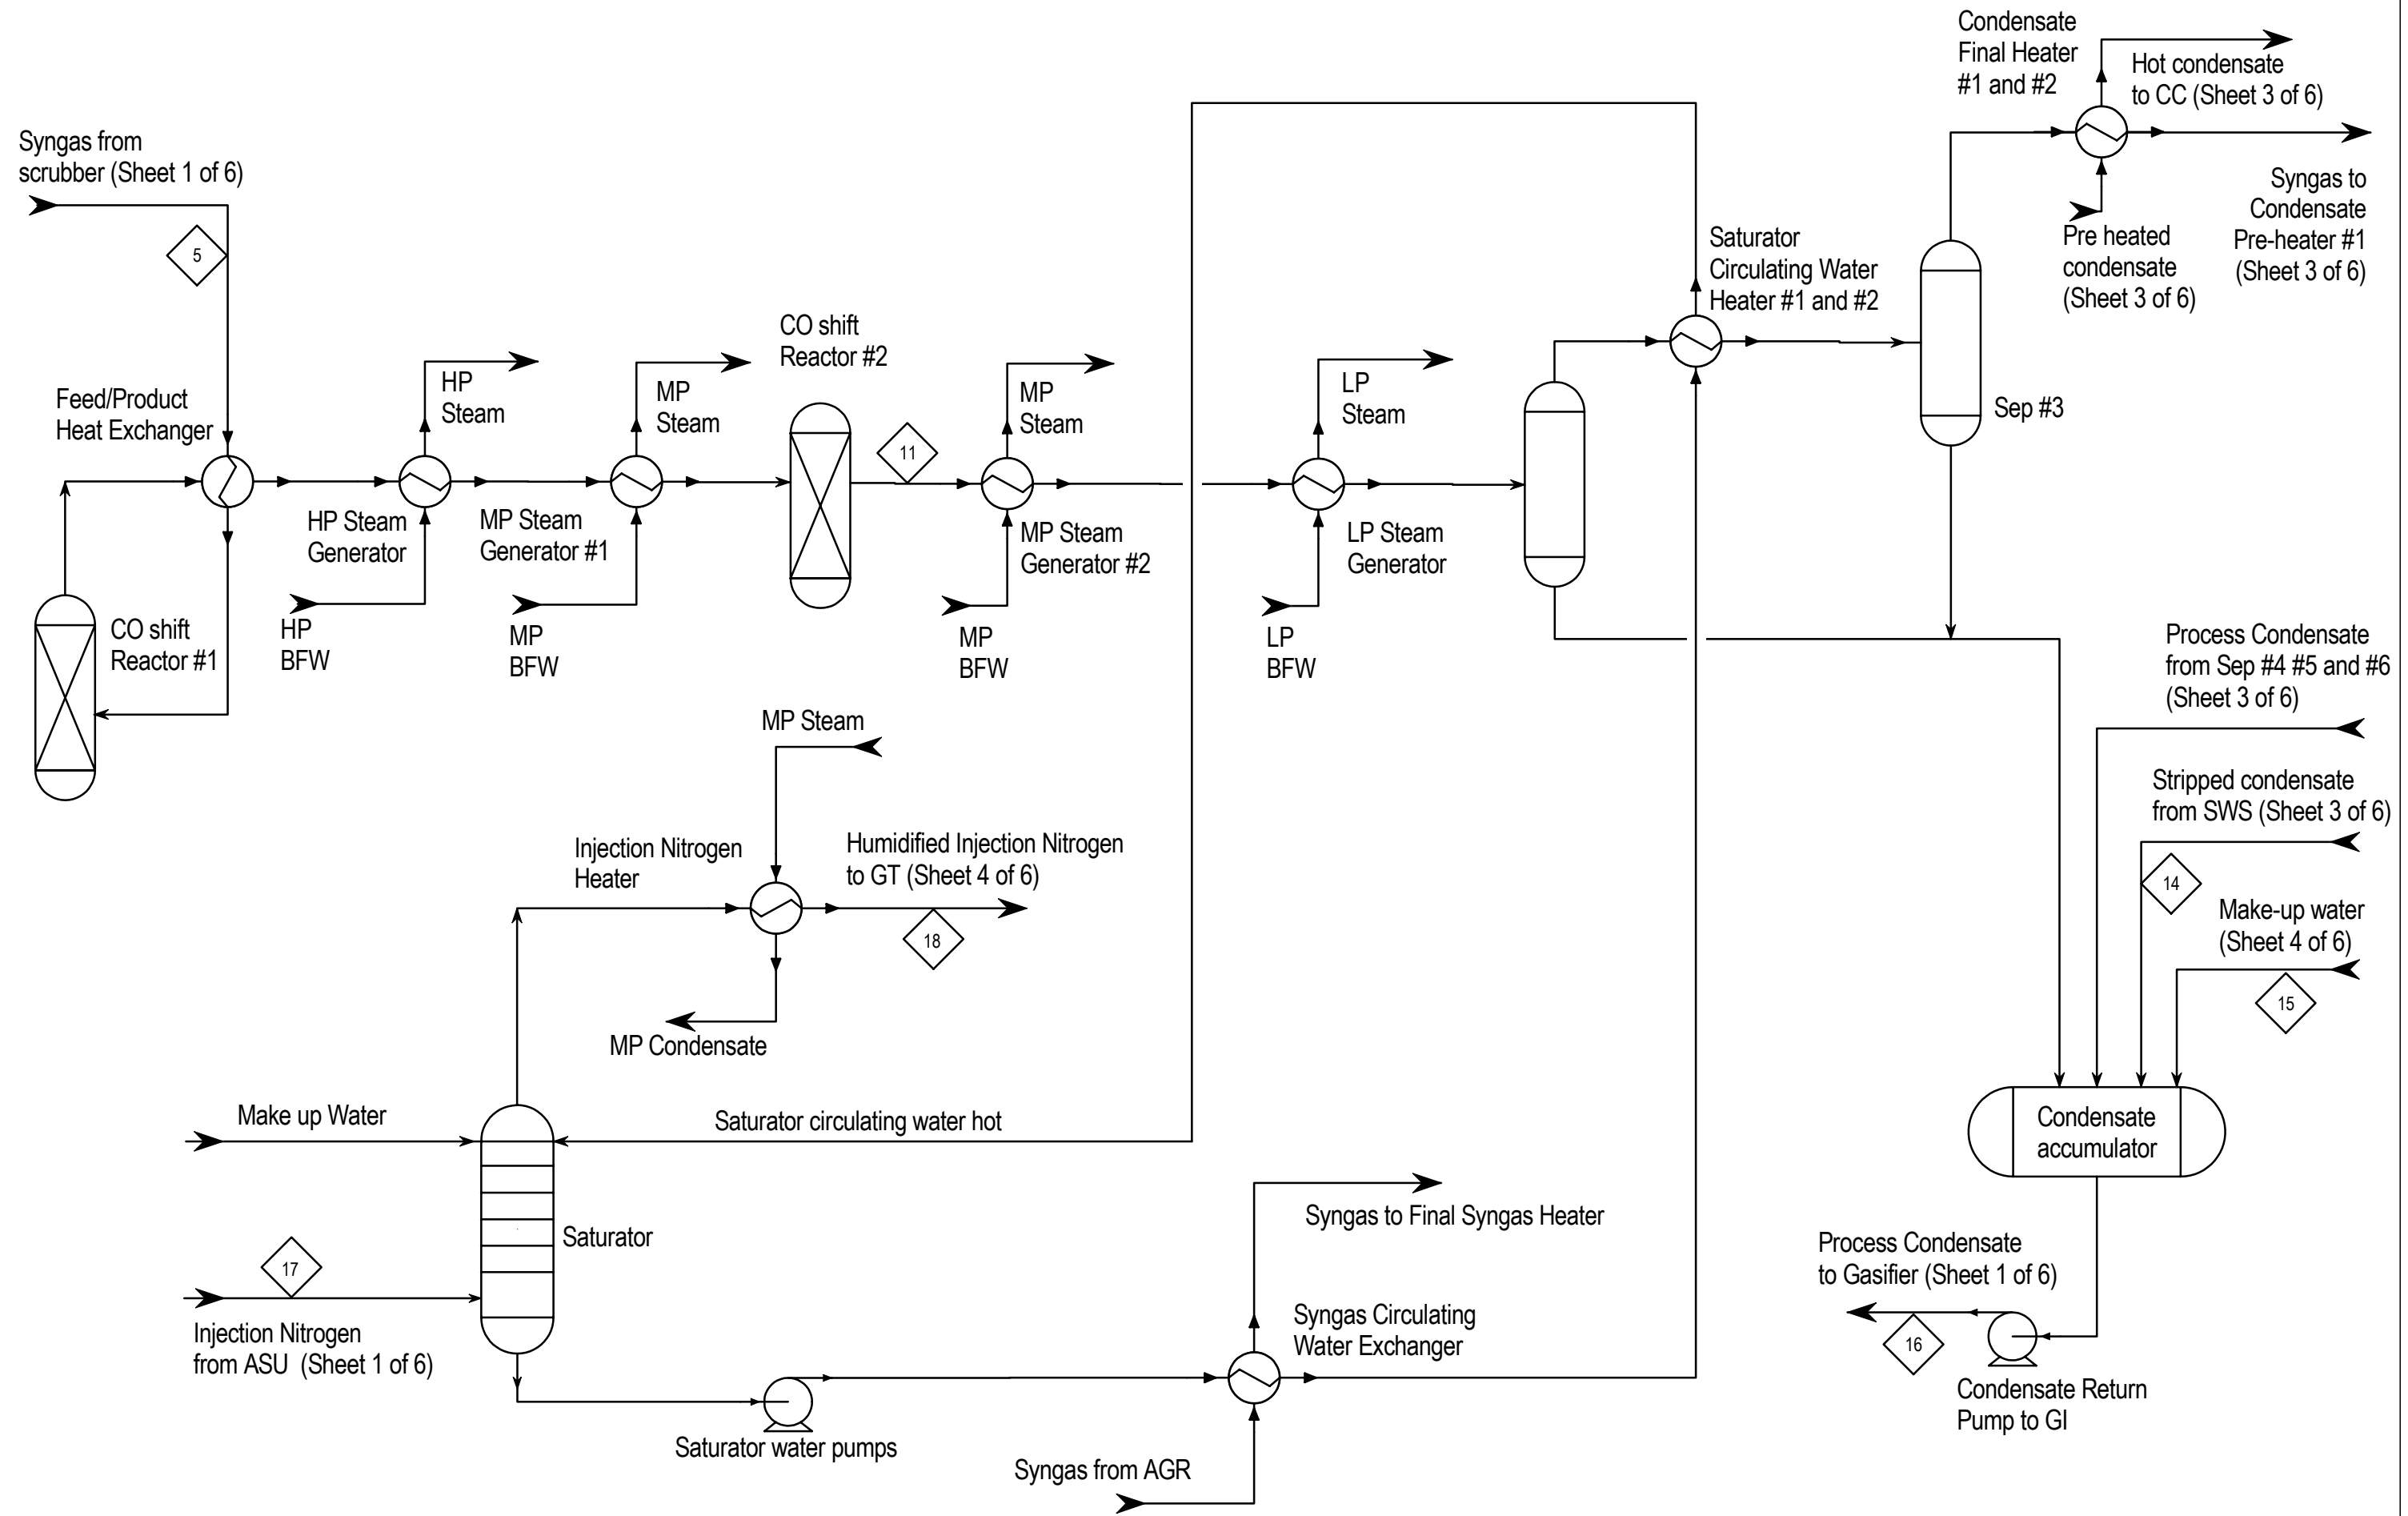 Condensate
Final Heater
#1 and #2
Hot condensate
to CC (Sheet 3 of 6)
Syngas from
scrubber (Sheet 1 of 6)
5
Syngas to
Condensate
Pre-heater #1
(Sheet 3 of 6)
Pre heated
condensate
(Sheet 3 of 6)
Saturator
Circulating Water
Heater #1 and #2
CO shift
Reactor #2
Feed/Product
Heat Exchanger
HP
Steam
MP
Steam
MP
Steam
LP
Steam
Sep #3
11
HP Steam
Generator
MP Steam
Generator #1
MP Steam
Generator #2
LP Steam
Generator
CO shift
Reactor #1
HP
BFW
MP
BFW
MP
BFW
LP
BFW
Process Condensate
from Sep #4 #5 and #6
(Sheet 3 of 6)
MP Steam
Stripped condensate
from SWS (Sheet 3 of 6)
14
Injection Nitrogen
Heater
Humidified Injection Nitrogen
to GT (Sheet 4 of 6)
18
Make-up water
(Sheet 4 of 6)
15
MP Condensate
Make up Water
Saturator circulating water hot
Condensate
accumulator
Saturator
17
Injection Nitrogen
from ASU (Sheet 1 of 6)
Syngas to Final Syngas Heater
Process Condensate
to Gasifier (Sheet 1 of 6)
16
Syngas Circulating
Water Exchanger
Condensate Return
Pump to GI
Saturator water pumps
Syngas from AGR